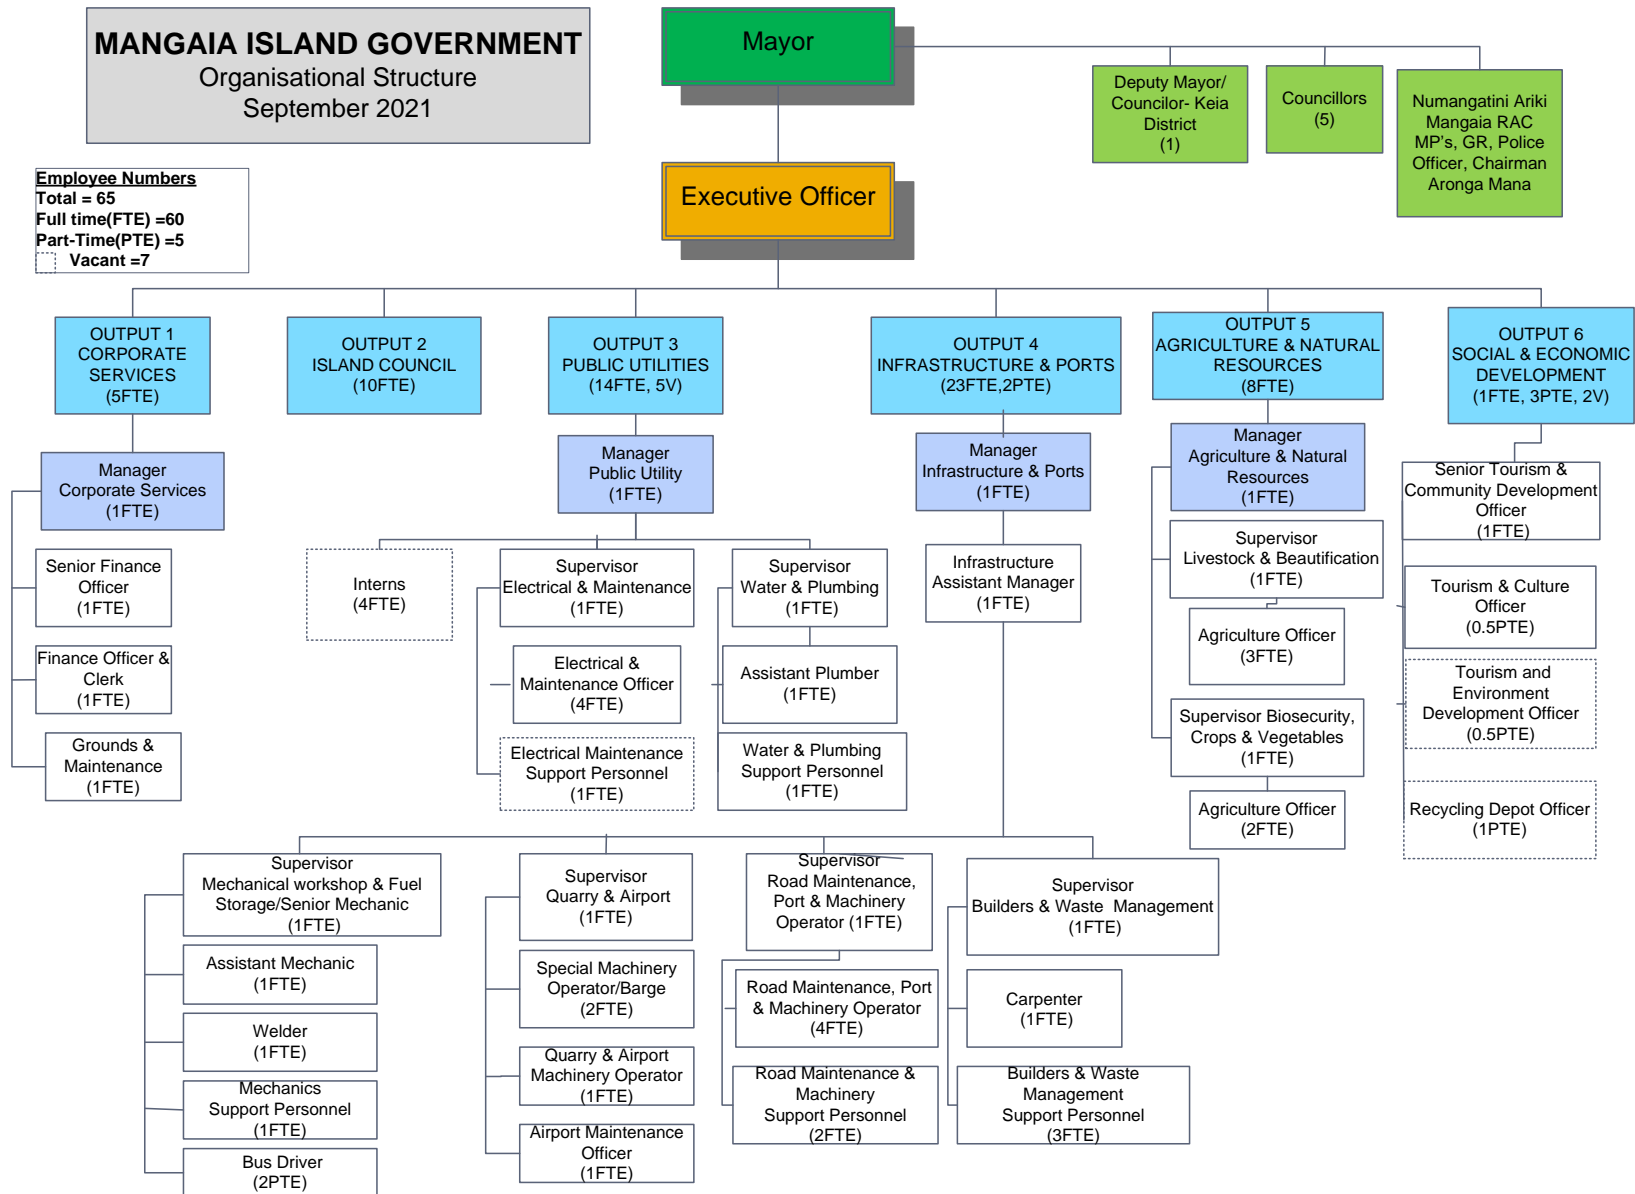 MANGAIA ISLAND GOVERNMENT
Organisational Structure
September 2021
Mayor
Deputy Mayor/
Councilor- Keia
District
(1)
Councillors
(5)
Numangatini Ariki
Mangaia RAC
MP's, GR, Police
Officer, Chairman
Aronga Mana
Employee Numbers
Total = 65
Full time(FTE) =60
Part-Time(PTE) =5
Vacant =7
Executive Officer
OUTPUT 1
CORPORATE
SERVICES
(5FTE)
OUTPUT 2
ISLAND COUNCIL
(10FTE)
OUTPUT 3
PUBLIC UTILITIES
(14FTE, 5V)
OUTPUT 4
INFRASTRUCTURE & PORTS
(23FTE,2PTE)
OUTPUT 5
AGRICULTURE & NATURAL
RESOURCES
(8FTE)
OUTPUT 6
SOCIAL & ECONOMIC
DEVELOPMENT
(1FTE, 3PTE, 2V)
Manager
Corporate Services
(1FTE)
Senior Finance
Officer
(1FTE)
Finance Officer &
Clerk
(1FTE)
Grounds &
Maintenance
(1FTE)
Manager
Public Utility
(1FTE)
Interns
(4FTE)
Supervisor
Electrical & Maintenance
(1FTE)
Electrical &
Maintenance Officer
(4FTE)
Electrical Maintenance
Support Personnel
(1FTE)
Supervisor
Water & Plumbing
(1FTE)
Assistant Plumber
(1FTE)
Water & Plumbing
Support Personnel
(1FTE)
Manager
Infrastructure & Ports
(1FTE)
Infrastructure
Assistant Manager
(1FTE)
Manager
Agriculture & Natural
Resources
(1FTE)
Supervisor
Livestock & Beautification
(1FTE)
Agriculture Officer
(3FTE)
Supervisor Biosecurity,
Crops & Vegetables
(1FTE)
Agriculture Officer
(2FTE)
Senior Tourism &
Community Development
Officer
(1FTE)
Tourism & Culture
Officer
(0.5PTE)
Tourism and
Environment
Development Officer
(0.5PTE)
Recycling Depot Officer
(1PTE)
Supervisor
Mechanical workshop & Fuel
Storage/Senior Mechanic
(1FTE)
Assistant Mechanic
(1FTE)
Welder
(1FTE)
Mechanics
Support Personnel
(1FTE)
Bus Driver
(2PTE)
Supervisor
Quarry & Airport
(1FTE)
Special Machinery
Operator/Barge
(2FTE)
Quarry & Airport
Machinery Operator
(1FTE)
Airport Maintenance
Officer
(1FTE)
Supervisor
Road Maintenance,
Port & Machinery
Operator (1FTE)
Road Maintenance, Port
& Machinery Operator
(4FTE)
Road Maintenance &
Machinery
Support Personnel
(2FTE)
Supervisor
Builders & Waste  Management
(1FTE)
Carpenter
(1FTE)
Builders & Waste
Management
Support Personnel
(3FTE)